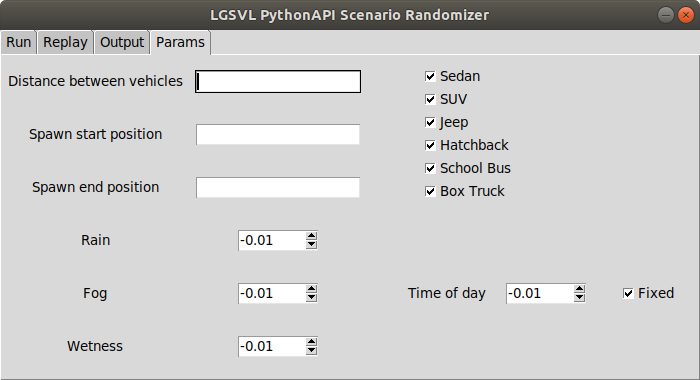 LGSVL PythonAPI Scenario Randomizer
Run Replay Output Params
Distance between vehicles
Spawn start position
Spawn end position
Sedan
SUV
Jeep
Hatchback
School Bus
Box Truck
Rain -0.01
Fog -0.01 Time of day -0.01 Fixed
Wetness -0.01